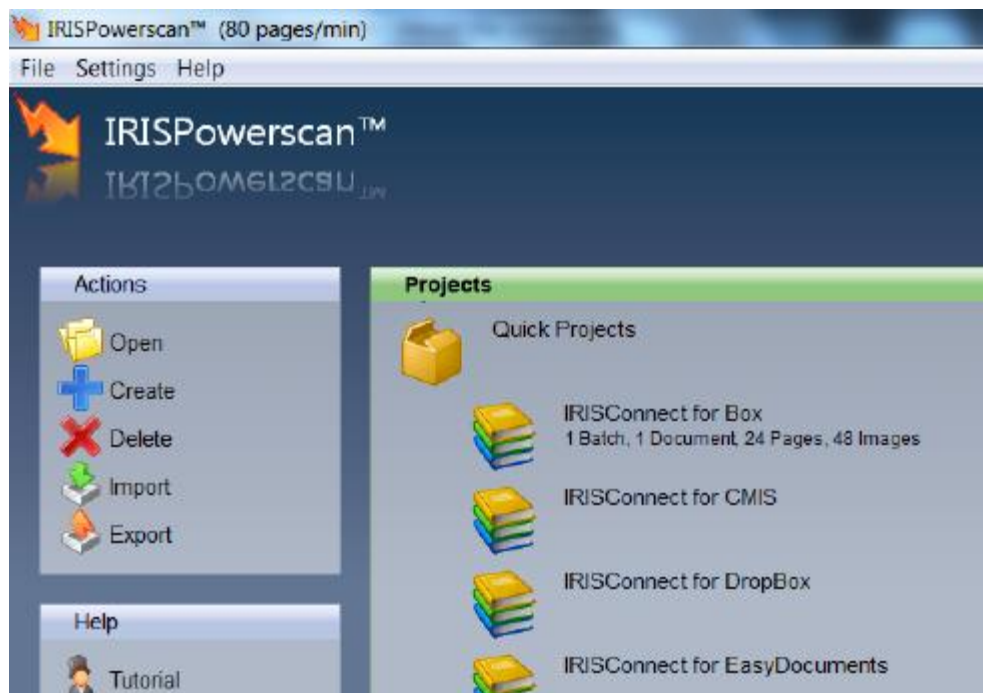 IRISPowerscan™ (80 pages/min)
File Settings Help
IRISPowerscan™
IRISPowerscan™
Actions
Open
Create
Delete
Import
Export
Help
Tutorial
Projects
Quick Projects
IRISConnect for Box
1 Batch, 1 Document, 24 Pages, 48 Images
IRISConnect for CMIS
IRISConnect for DropBox
IRISConnect for EasyDocuments